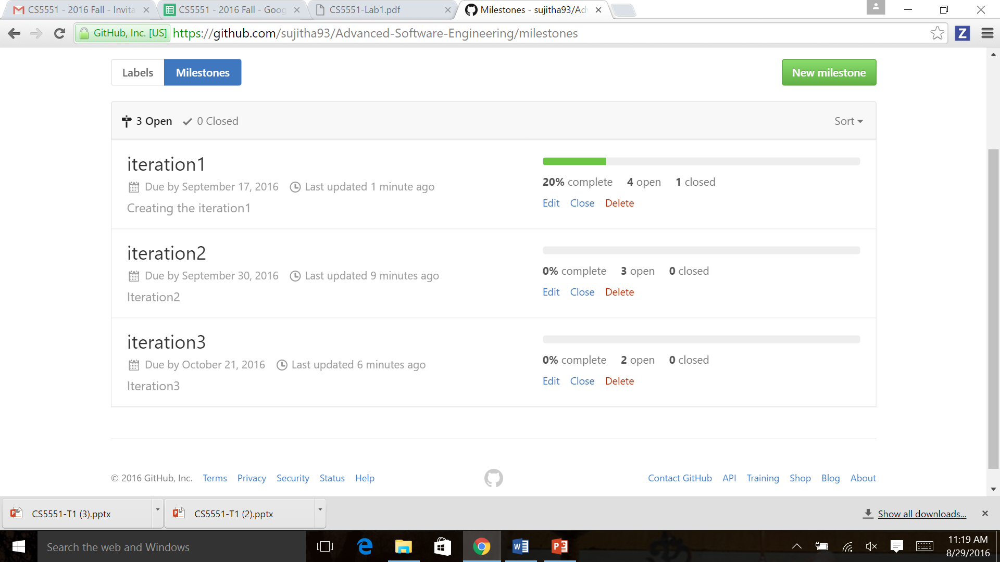 CS5551 - 2016 Fall - Invita
CS5551 - 2016 Fall - Goog
CS5551-Lab1.pdf
Milestones - sujitha93/Ad
GitHub, Inc. [US] https://github.com/sujitha93/Advanced-Software-Engineering/milestones
Z
Labels Milestones New milestone
3 Open 0 Closed Sort
iteration1
Due by September 17, 2016 Last updated 1 minute ago
Creating the iteration1
20% complete 4 open 1 closed
Edit Close Delete
iteration2
Due by September 30, 2016 Last updated 9 minutes ago
Iteration2
0% complete 3 open 0 closed
Edit Close Delete
iteration3
Due by October 21, 2016 Last updated 6 minutes ago
Iteration3
0% complete 2 open 0 closed
Edit Close Delete
© 2016 GitHub, Inc. Terms Privacy Security Status Help
Contact GitHub API Training Shop Blog About
CS5551-T1 (3).pptx
CS5551-T1 (2).pptx
Show all downloads...
Search the web and Windows
11:19 AM
8/29/2016